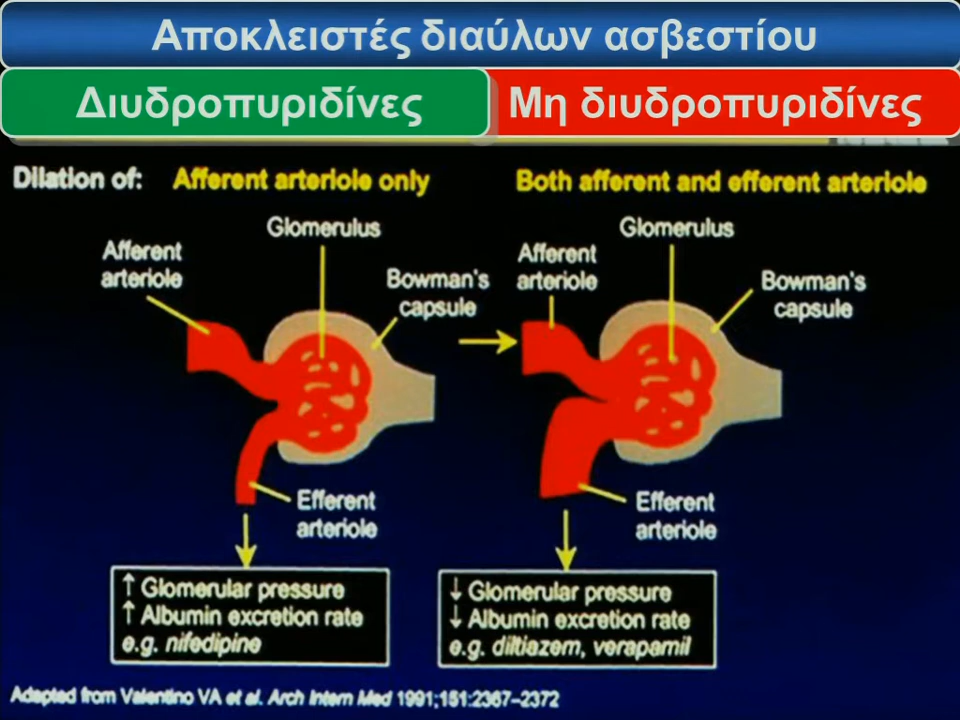 Αποκλειστές διαύλων ασβεστίου
Διυδροπυριδίνες
Μη διυδροπυριδίνες
Dilation of:
Afferent arteriole only
Both afferent and efferent arteriole
Glomerulus
Afferent
arteriole
Bowman's
capsule
Efferent
arteriole
↑ Glomerular pressure
↑ Albumin excretion rate
e.g. nifedipine
Glomerulus
Afferent
arteriole
Bowman's
capsule
Efferent
arteriole
↓ Glomerular pressure
↓ Albumin excretion rate
e.g. diltiazem, verapamil
Adapted from Valentino VA et al. Arch Intern Med 1991;151:2367–2372